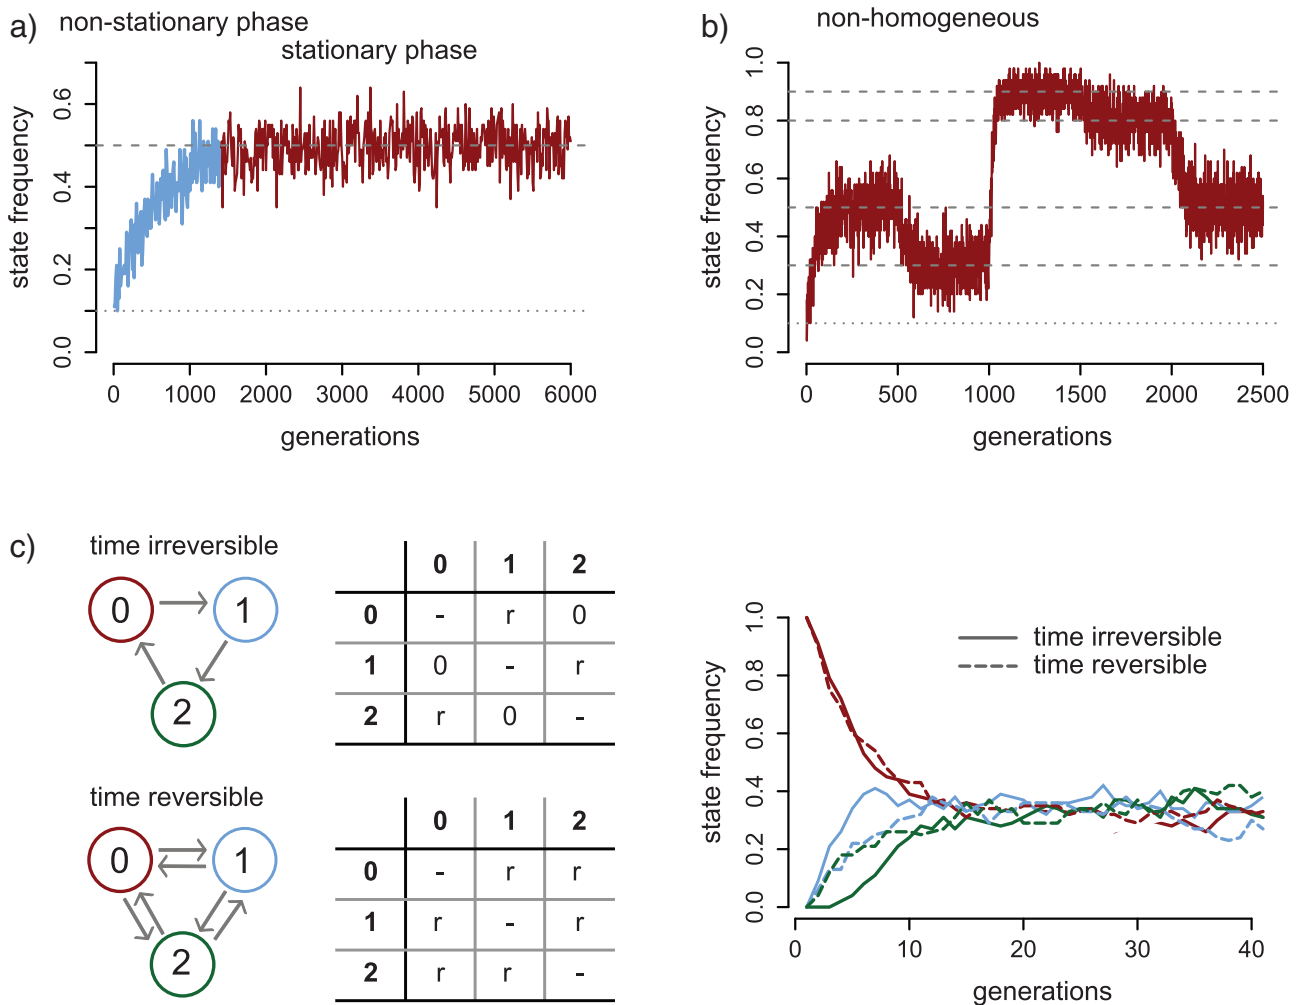 a)
non-stationary phase
stationary phase
state frequency
0.0
0.2
0.4
0.6
0 1000 2000 3000 4000 5000 6000
generations
b)
non-homogeneous
state frequency
0.0
0.2
0.4
0.6
0.8
1.0
0 500 1000 1500 2000 2500
generations
c)
time irreversible
0 1
2
0 1 2
0 - r 0
1 0 - r
2 r 0 -
time reversible
0 1
2
0 1 2
0 - r r
1 r - r
2 r r -
time irreversible
time reversible
state frequency
0.0
0.2
0.4
0.6
0.8
1.0
0 10 20 30 40
generations